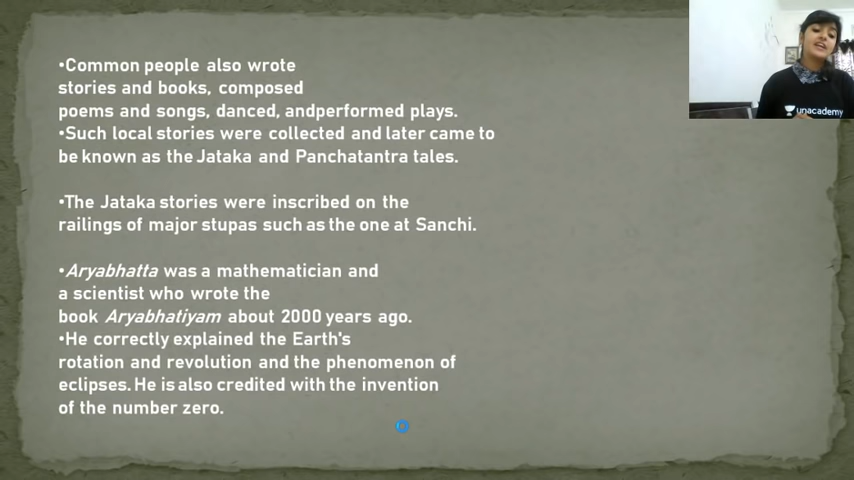 •Common people also wrote
stories and books, composed
poems and songs, danced, andperformed plays.
•Such local stories were collected and later came to
be known as the Jataka and Panchatantra tales.
•The Jataka stories were inscribed on the
railings of major stupas such as the one at Sanchi.
•Aryabhatta was a mathematician and
a scientist who wrote the
book Aryabhatiyam about 2000 years ago.
•He correctly explained the Earth's
rotation and revolution and the phenomenon of
eclipses. He is also credited with the invention
of the number zero.
unacademy